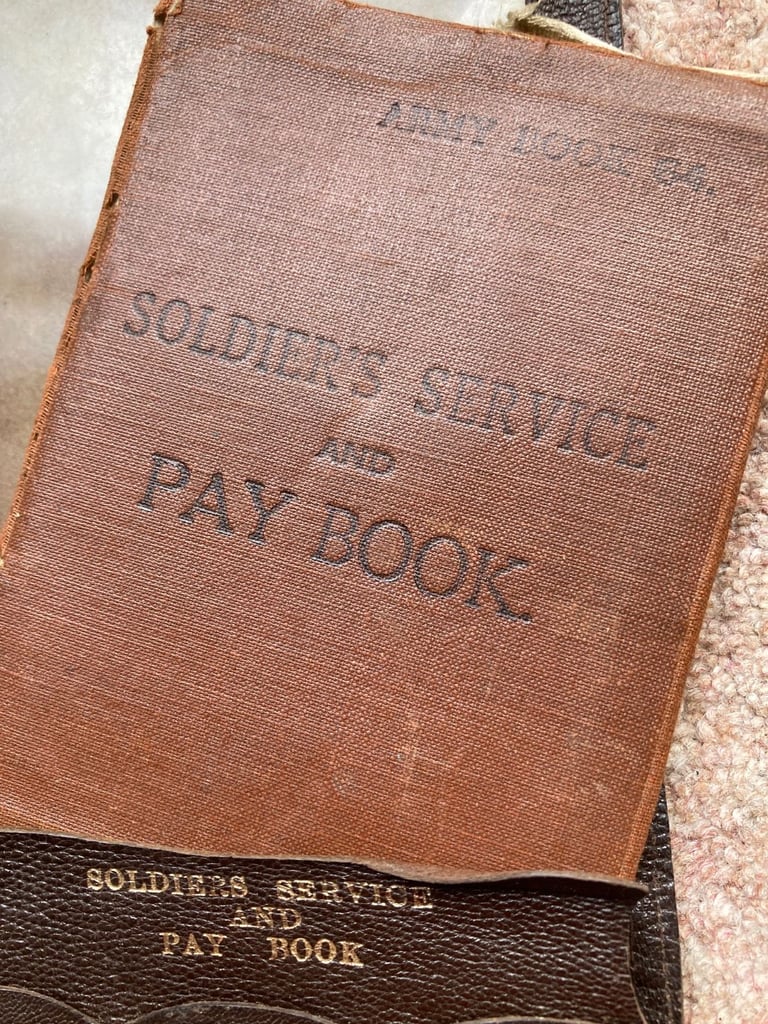 ARMY BOOK 64.
SOLDIER'S SERVICE
AND
PAY BOOK.
SOLDIERS SERVICE
AND
PAY BOOK